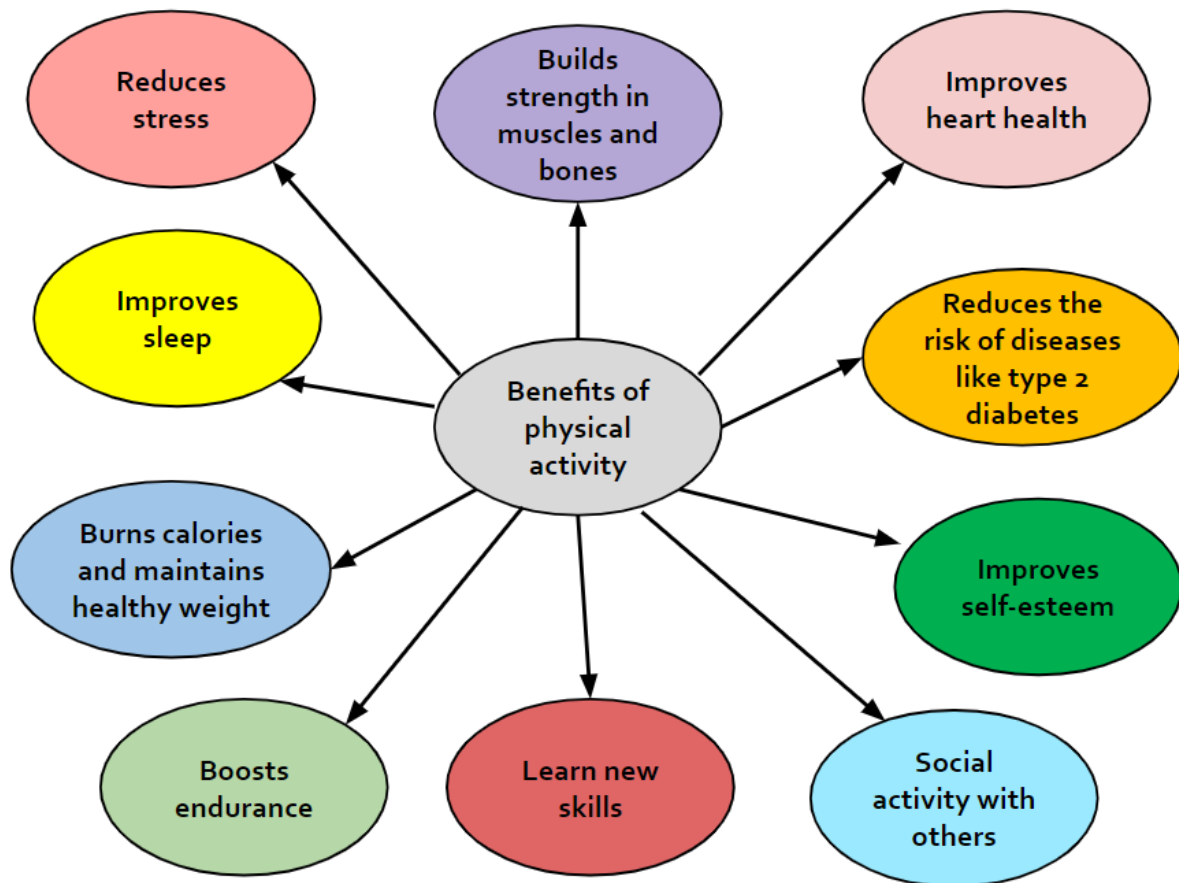 Reduces
stress
Builds
strength in
muscles and
bones
Improves
heart health
Improves
sleep
Reduces the
risk of diseases
like type 2
diabetes
Benefits of
physical
activity
Burns calories
and maintains
healthy weight
Improves
self-esteem
Boosts
endurance
Learn new
skills
Social
activity with
others